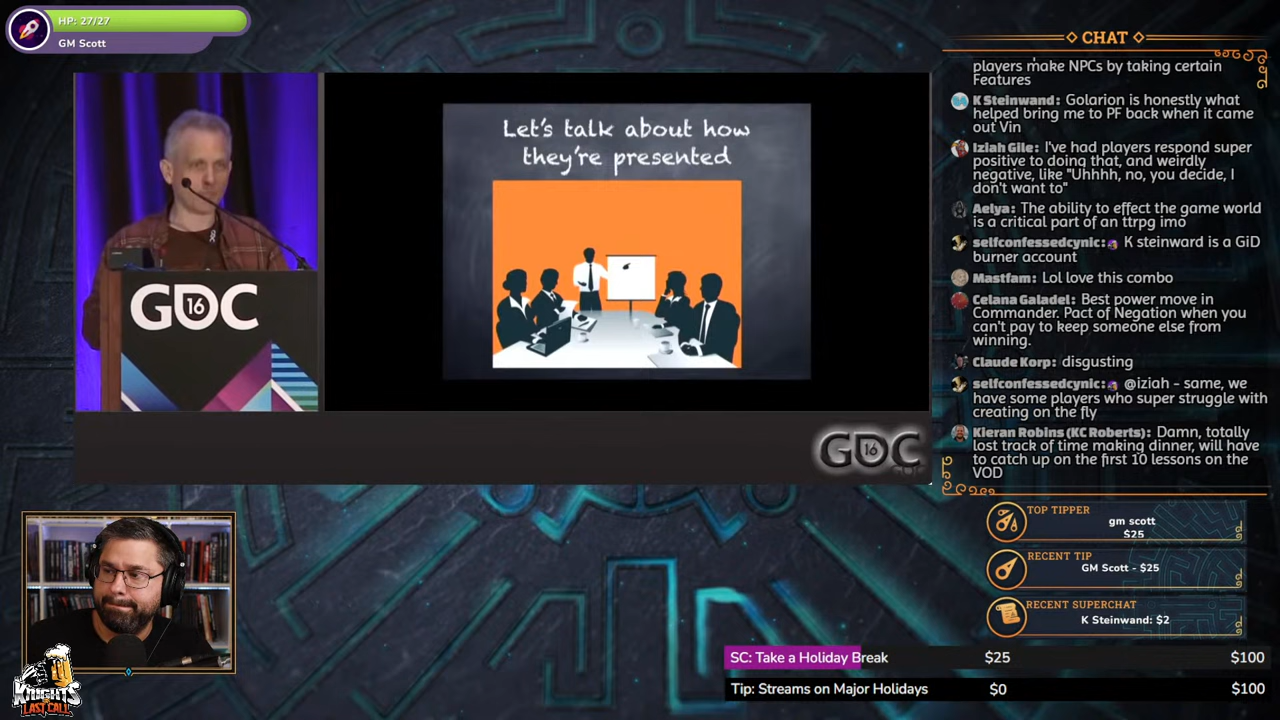 HP: 27/27
GM Scott
Let's talk about how
they're presented
GDC
16
GDC
16
KNIGHTS
OF
LAST CALL
CHAT
players make NPCs by taking certain
Features
K Steinwand: Golarion is honestly what
helped bring me to PF back when it came
out Vin
Iziah Gile: I've had players respond super
positive to doing that, and weirdly
negative, like "Uhhhh, no, you decide, I
don't want to"
Aelya: The ability to effect the game world
is a critical part of an ttrpg imo
selfconfessedcynic: K steinward is a GiD
burner account
Mastfam: Lol love this combo
Celana Galadel: Best power move in
Commander. Pact of Negation when you
can't pay to keep someone else from
winning.
Claude Korp: disgusting
selfconfessedcynic: @iziah - same, we
have some players who super struggle with
creating on the fly
Kieran Robins (KC Roberts): Damn, totally
lost track of time making dinner, will have
to catch up on the first 10 lessons on the
VOD
TOP TIPPER
gm scott
$25
RECENT TIP
GM Scott - $25
RECENT SUPERCHAT
K Steinwand: $2
SC: Take a Holiday Break $25 $100
Tip: Streams on Major Holidays $0 $100